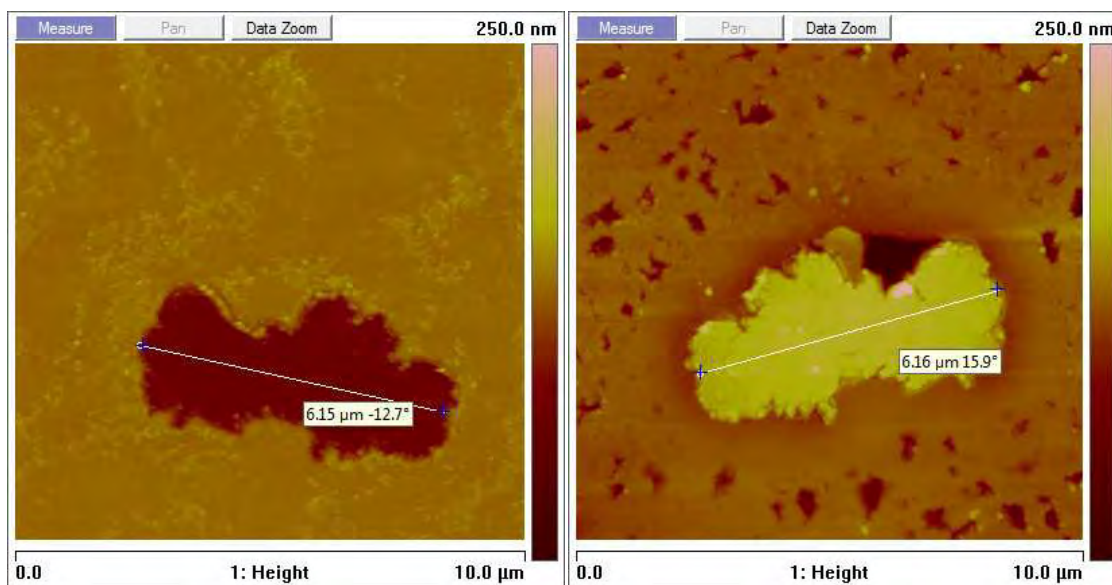 Measure Pan Data Zoom 250.0 nm
6.15 µm -12.7°
0.0 1: Height 10.0 µm
Measure Pan Data Zoom 250.0 nm
6.16 µm 15.9°
0.0 1: Height 10.0 µm